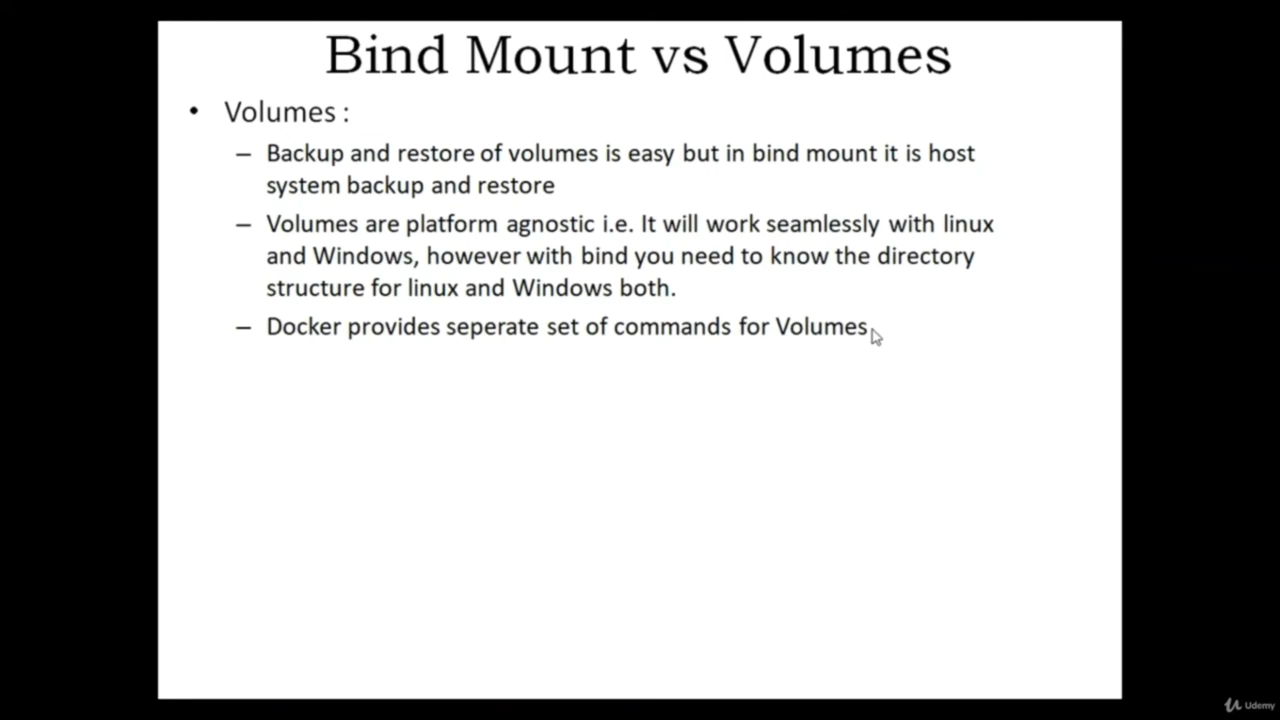 Bind Mount vs Volumes
• Volumes :
– Backup and restore of volumes is easy but in bind mount it is host
system backup and restore
– Volumes are platform agnostic i.e. It will work seamlessly with linux
and Windows, however with bind you need to know the directory
structure for linux and Windows both.
– Docker provides seperate set of commands for Volumes
Udemy